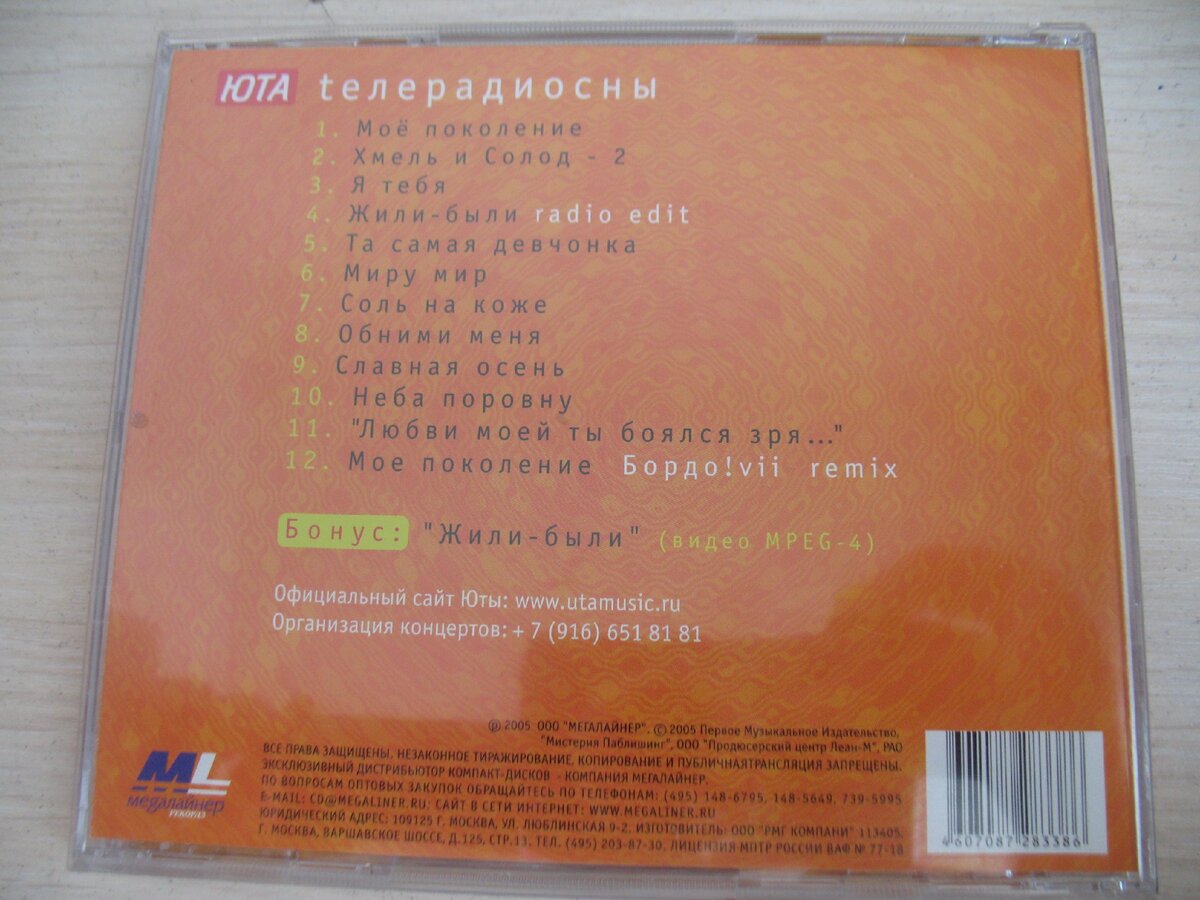 ЮТА tелерадиосны
1. Моё поколение
2. Хмель и Солод - 2
3. Я тебя
4. Жили-были radio edit
5. Та самая девчонка
6. Миру мир
7. Соль на коже
8. Обними меня
9. Славная осень
10. Неба поровну
11. "Любви моей ты боялся зря..."
12. Мое поколение Бордо!vii remix
Бонус: "Жили-были" (видео MPEG-4)
Официальный сайт Юты: www.utamusic.ru
Организация концертов: + 7 (916) 651 81 81
℗ 2005 ООО "МЕГАЛАЙНЕР". © 2005 Первое Музыкальное Издательство,
"Мистерия Паблишинг", ООО "Продюсерский центр Леан-М", РАО
ВСЕ ПРАВА ЗАЩИЩЕНЫ. НЕЗАКОННОЕ ТИРАЖИРОВАНИЕ, КОПИРОВАНИЕ И ПУБЛИЧНАЯТРАНСЛЯЦИЯ ЗАПРЕЩЕНЫ.
ЭКСКЛЮЗИВНЫЙ ДИСТРИБЬЮТОР КОМПАКТ-ДИСКОВ - КОМПАНИЯ МЕГАЛАЙНЕР.
ПО ВОПРОСАМ ОПТОВЫХ ЗАКУПОК ОБРАЩАЙТЕСЬ ПО ТЕЛЕФОНАМ: (495) 148-6795, 148-5649, 739-5995
E-MAIL: CD@MEGALINER.RU; САЙТ В СЕТИ ИНТЕРНЕТ: WWW.MEGALINER.RU
ЮРИДИЧЕСКИЙ АДРЕС: 109125 Г. МОСКВА, УЛ. ЛЮБЛИНСКАЯ 9-2. ИЗГОТОВИТЕЛЬ: ООО "РМГ КОМПАНИ" 113405,
Г. МОСКВА, ВАРШАВСКОЕ ШОССЕ, Д.125, СТР.13. ТЕЛ. (495) 203-87-30. ЛИЦЕНЗИЯ МПТР РОССИИ ВАФ № 77-18
ML
мегалайнер
РЕКОРДЗ
4607087283386